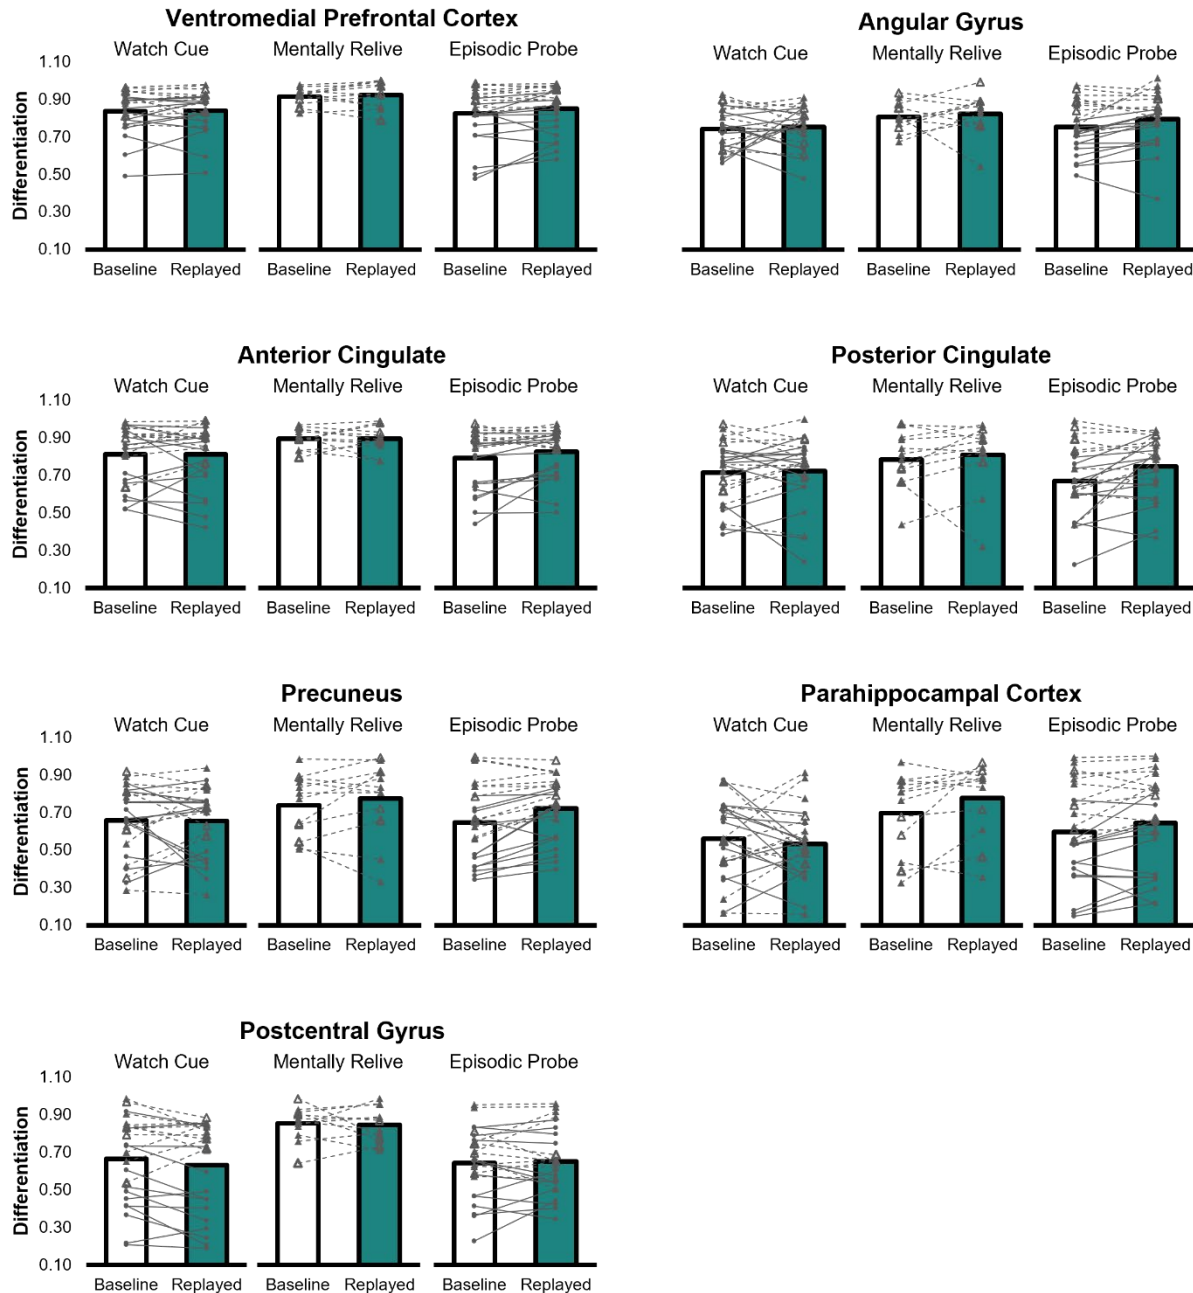 Ventromedial Prefrontal Cortex
Watch Cue Mentally Relive Episodic Probe
Differentiation
1.10
0.90
0.70
0.50
0.30
0.10
Baseline Replayed Baseline Replayed Baseline Replayed
Angular Gyrus
Watch Cue Mentally Relive Episodic Probe
Baseline Replayed Baseline Replayed Baseline Replayed
Anterior Cingulate
Watch Cue Mentally Relive Episodic Probe
Differentiation
1.10
0.90
0.70
0.50
0.30
0.10
Baseline Replayed Baseline Replayed Baseline Replayed
Posterior Cingulate
Watch Cue Mentally Relive Episodic Probe
Baseline Replayed Baseline Replayed Baseline Replayed
Precuneus
Watch Cue Mentally Relive Episodic Probe
Differentiation
1.10
0.90
0.70
0.50
0.30
0.10
Baseline Replayed Baseline Replayed Baseline Replayed
Parahippocampal Cortex
Watch Cue Mentally Relive Episodic Probe
Baseline Replayed Baseline Replayed Baseline Replayed
Postcentral Gyrus
Watch Cue Mentally Relive Episodic Probe
Differentiation
1.10
0.90
0.70
0.50
0.30
0.10
Baseline Replayed Baseline Replayed Baseline Replayed